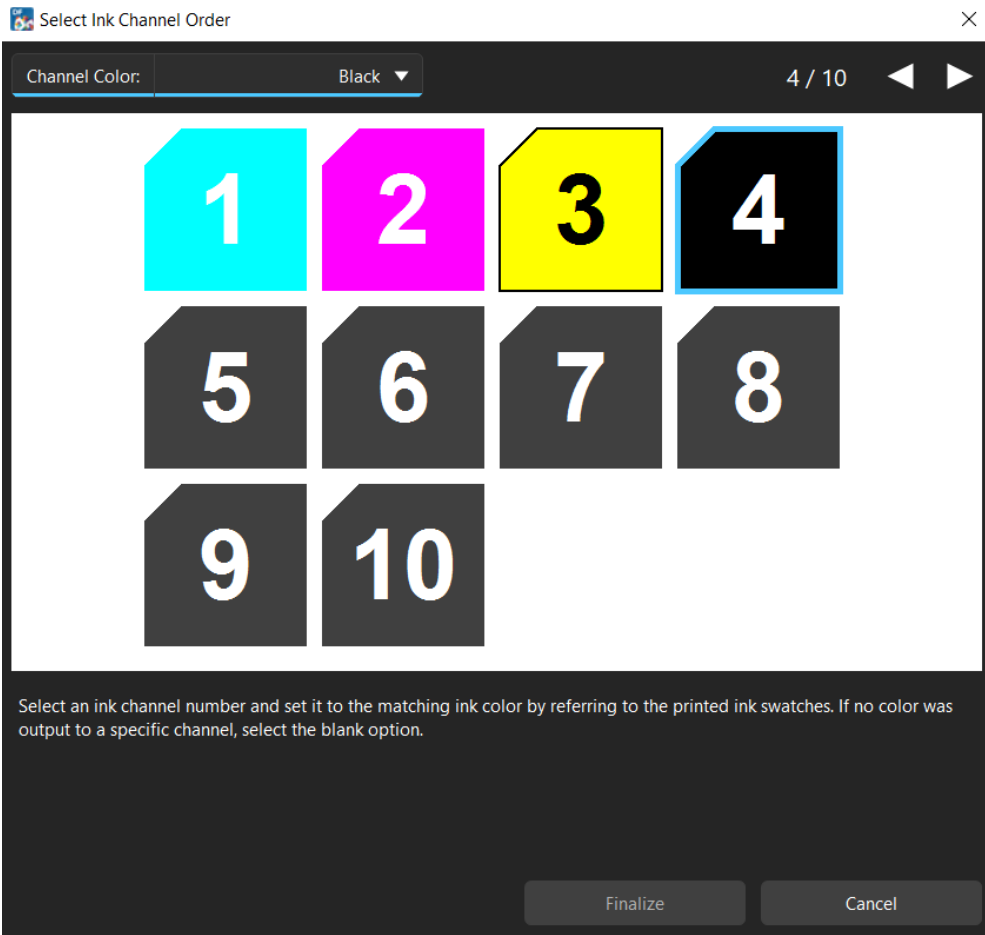 Select Ink Channel Order
Channel Color: Black
4 / 10
1 2 3 4
5 6 7 8
9 10
Select an ink channel number and set it to the matching ink color by referring to the printed ink swatches. If no color was
output to a specific channel, select the blank option.
Finalize Cancel